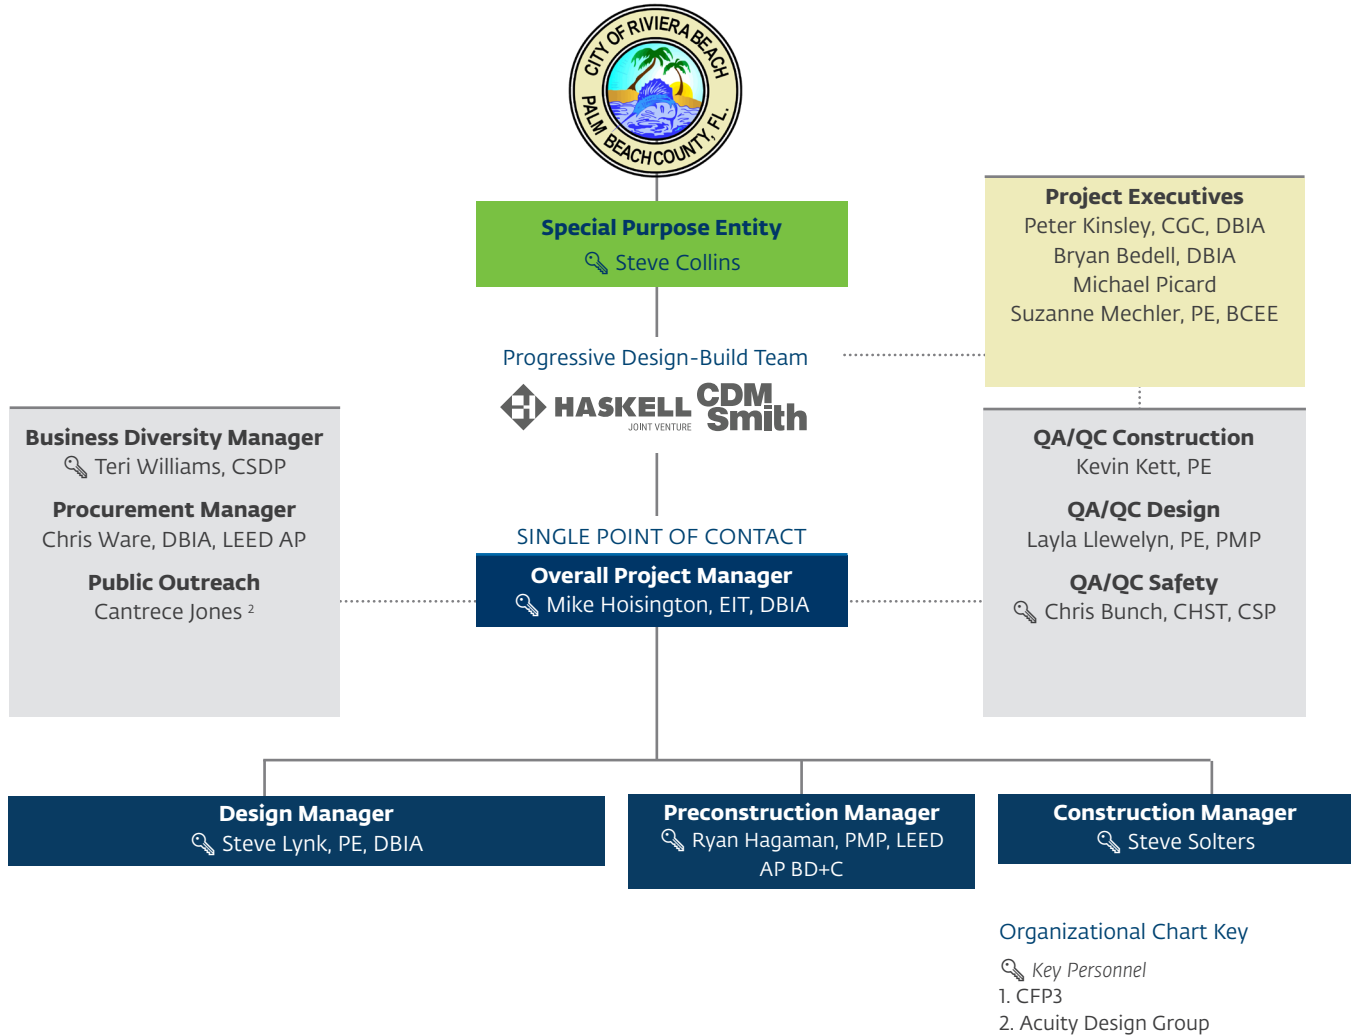 CITY OF RIVIERA BEACH
PALM BEACH COUNTY, FL.
Special Purpose Entity
Steve Collins
Project Executives
Peter Kinsley, CGC, DBIA
Bryan Bedell, DBIA
Michael Picard
Suzanne Mechler, PE, BCEE
Progressive Design-Build Team
HASKELL
JOINT VENTURE
CDM
Smith
Business Diversity Manager
Teri Williams, CSDP
Procurement Manager
Chris Ware, DBIA, LEED AP
Public Outreach
Cantrece Jones 2
SINGLE POINT OF CONTACT
Overall Project Manager
Mike Hoisington, EIT, DBIA
QA/QC Construction
Kevin Kett, PE
QA/QC Design
Layla Llewelyn, PE, PMP
QA/QC Safety
Chris Bunch, CHST, CSP
Design Manager
Steve Lynk, PE, DBIA
Preconstruction Manager
Ryan Hagaman, PMP, LEED
AP BD+C
Construction Manager
Steve Solters
Organizational Chart Key
Key Personnel
1. CFP3
2. Acuity Design Group